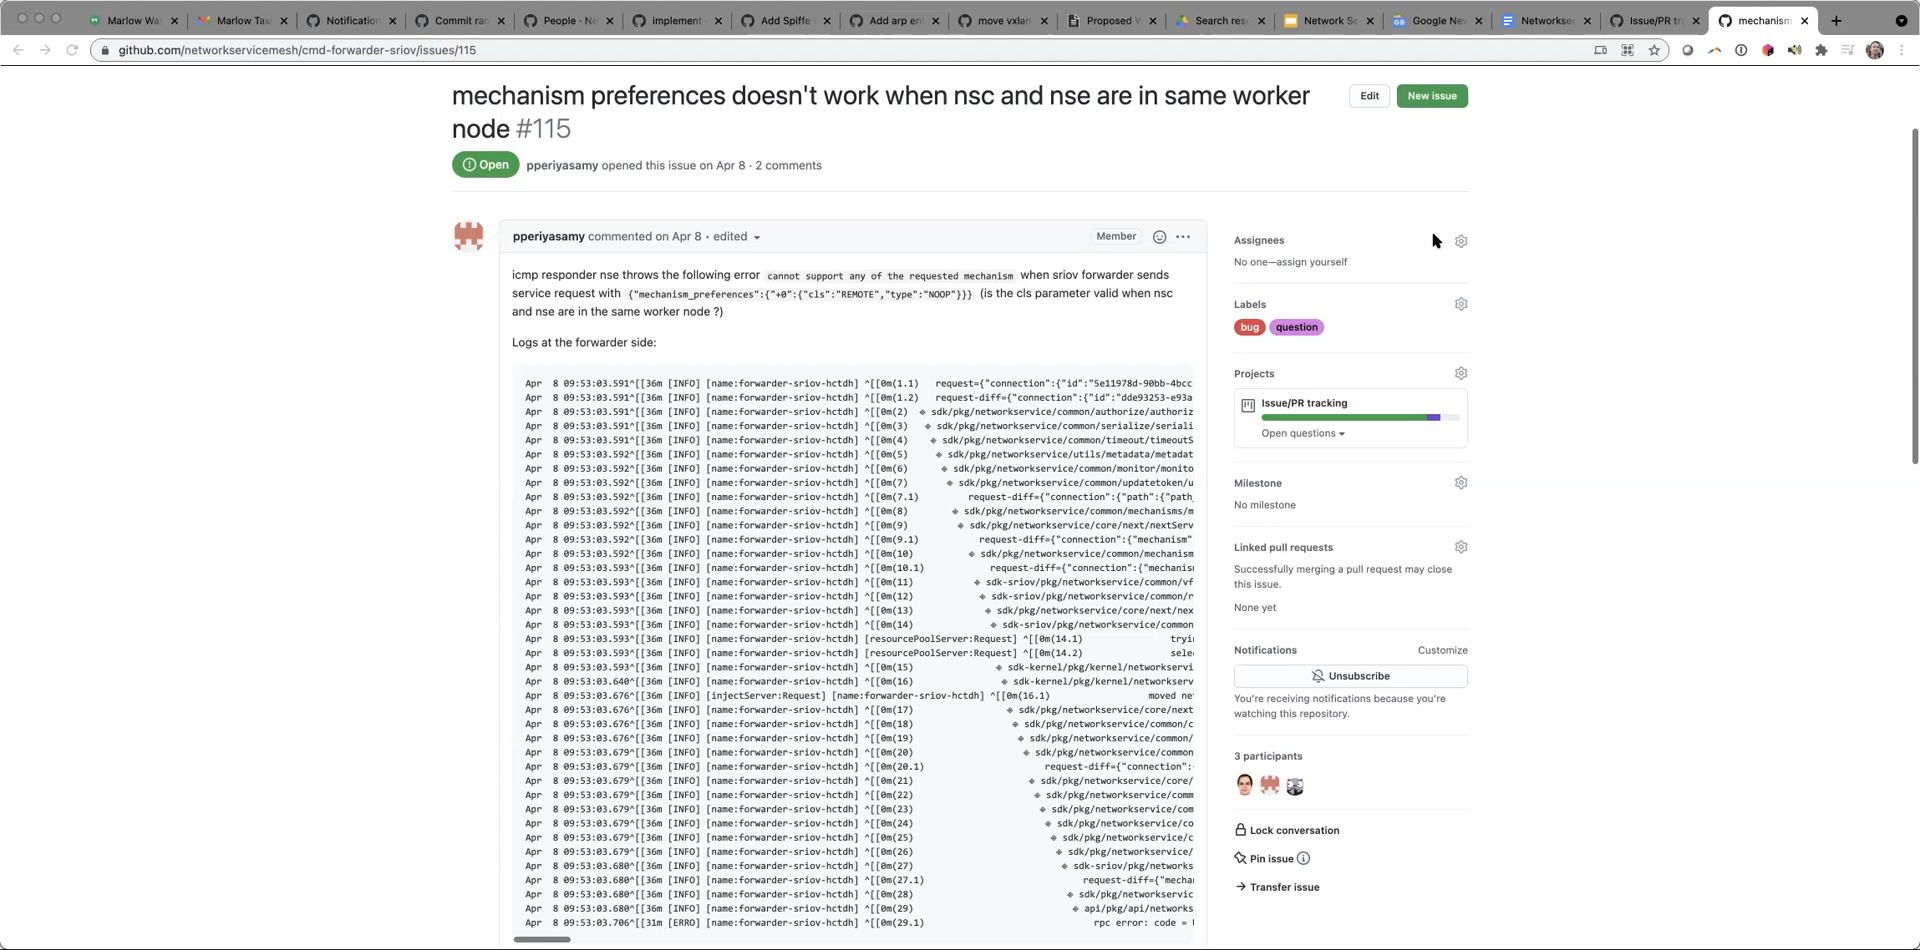 Marlow Wa
Marlow Tax
Notification
Commit ra
People - Ne
implement
Add Spiffe
Add arp en
move vxlan
Proposed
Search resu
Network Se
Google Ne
Networkser
Issue/PR tr
mechanism
github.com/networkservicemesh/cmd-forwarder-sriov/issues/115
mechanism preferences doesn't work when nsc and nse are in same worker
node #115
Edit
New issue
Open
pperiyasamy opened this issue on Apr 8 · 2 comments
pperiyasamy commented on Apr 8 · edited
Member
icmp responder nse throws the following error cannot support any of the requested mechanism when sriov forwarder sends
service request with {"mechanism_preferences":{"+0":{"cls":"REMOTE","type":"NOOP"}}} (is the cls parameter valid when nsc
and nse are in the same worker node ?)
Logs at the forwarder side:
Apr 8 09:53:03.591^[[36m [INFO] [name:forwarder-sriov-hctdh] ^[[0m(1.1) request={"connection":{"id":"5e11978d-90bb-4bcc
Apr 8 09:53:03.591^[[36m [INFO] [name:forwarder-sriov-hctdh] ^[[0m(1.2) request-diff={"connection":{"id":"dde93253-e93a
Apr 8 09:53:03.591^[[36m [INFO] [name:forwarder-sriov-hctdh] ^[[0m(2) ⎆ sdk/pkg/networkservice/common/authorize/authoriz
Apr 8 09:53:03.591^[[36m [INFO] [name:forwarder-sriov-hctdh] ^[[0m(3) ⎆ sdk/pkg/networkservice/common/serialize/seriali
Apr 8 09:53:03.591^[[36m [INFO] [name:forwarder-sriov-hctdh] ^[[0m(4) ⎆ sdk/pkg/networkservice/common/timeout/timeoutS
Apr 8 09:53:03.592^[[36m [INFO] [name:forwarder-sriov-hctdh] ^[[0m(5) ⎆ sdk/pkg/networkservice/utils/metadata/metadat
Apr 8 09:53:03.592^[[36m [INFO] [name:forwarder-sriov-hctdh] ^[[0m(6) ⎆ sdk/pkg/networkservice/common/monitor/monito
Apr 8 09:53:03.592^[[36m [INFO] [name:forwarder-sriov-hctdh] ^[[0m(7) ⎆ sdk/pkg/networkservice/common/updatetoken/u
Apr 8 09:53:03.592^[[36m [INFO] [name:forwarder-sriov-hctdh] ^[[0m(7.1) request-diff={"connection":{"path":{"path_
Apr 8 09:53:03.592^[[36m [INFO] [name:forwarder-sriov-hctdh] ^[[0m(8) ⎆ sdk/pkg/networkservice/common/mechanisms/m
Apr 8 09:53:03.592^[[36m [INFO] [name:forwarder-sriov-hctdh] ^[[0m(9) ⎆ sdk/pkg/networkservice/core/next/nextServ
Apr 8 09:53:03.592^[[36m [INFO] [name:forwarder-sriov-hctdh] ^[[0m(9.1) request-diff={"connection":{"mechanism"
Apr 8 09:53:03.592^[[36m [INFO] [name:forwarder-sriov-hctdh] ^[[0m(10) ⎆ sdk/pkg/networkservice/common/mechanism
Apr 8 09:53:03.593^[[36m [INFO] [name:forwarder-sriov-hctdh] ^[[0m(10.1) request-diff={"connection":{"mechanis
Apr 8 09:53:03.593^[[36m [INFO] [name:forwarder-sriov-hctdh] ^[[0m(11) ⎆ sdk-sriov/pkg/networkservice/common/vf
Apr 8 09:53:03.593^[[36m [INFO] [name:forwarder-sriov-hctdh] ^[[0m(12) ⎆ sdk-sriov/pkg/networkservice/common/r
Apr 8 09:53:03.593^[[36m [INFO] [name:forwarder-sriov-hctdh] ^[[0m(13) ⎆ sdk/pkg/networkservice/core/next/nex
Apr 8 09:53:03.593^[[36m [INFO] [name:forwarder-sriov-hctdh] ^[[0m(14) ⎆ sdk-sriov/pkg/networkservice/common
Apr 8 09:53:03.593^[[36m [INFO] [name:forwarder-sriov-hctdh] [resourcePoolServer:Request] ^[[0m(14.1) tryin
Apr 8 09:53:03.593^[[36m [INFO] [name:forwarder-sriov-hctdh] [resourcePoolServer:Request] ^[[0m(14.2) sele
Apr 8 09:53:03.593^[[36m [INFO] [name:forwarder-sriov-hctdh] ^[[0m(15) ⎆ sdk-kernel/pkg/kernel/networkservi
Apr 8 09:53:03.640^[[36m [INFO] [name:forwarder-sriov-hctdh] ^[[0m(16) ⎆ sdk-kernel/pkg/kernel/networkserv
Apr 8 09:53:03.676^[[36m [INFO] [injectServer:Request] [name:forwarder-sriov-hctdh] ^[[0m(16.1) moved ne
Apr 8 09:53:03.676^[[36m [INFO] [name:forwarder-sriov-hctdh] ^[[0m(17) ⎆ sdk/pkg/networkservice/core/next
Apr 8 09:53:03.676^[[36m [INFO] [name:forwarder-sriov-hctdh] ^[[0m(18) ⎆ sdk/pkg/networkservice/common/c
Apr 8 09:53:03.676^[[36m [INFO] [name:forwarder-sriov-hctdh] ^[[0m(19) ⎆ sdk/pkg/networkservice/common/
Apr 8 09:53:03.679^[[36m [INFO] [name:forwarder-sriov-hctdh] ^[[0m(20) ⎆ sdk/pkg/networkservice/common
Apr 8 09:53:03.679^[[36m [INFO] [name:forwarder-sriov-hctdh] ^[[0m(20.1) request-diff={"connection":
Apr 8 09:53:03.679^[[36m [INFO] [name:forwarder-sriov-hctdh] ^[[0m(21) ⎆ sdk/pkg/networkservice/core/
Apr 8 09:53:03.679^[[36m [INFO] [name:forwarder-sriov-hctdh] ^[[0m(22) ⎆ sdk/pkg/networkservice/comm
Apr 8 09:53:03.679^[[36m [INFO] [name:forwarder-sriov-hctdh] ^[[0m(23) ⎆ sdk/pkg/networkservice/com
Apr 8 09:53:03.679^[[36m [INFO] [name:forwarder-sriov-hctdh] ^[[0m(24) ⎆ sdk/pkg/networkservice/co
Apr 8 09:53:03.679^[[36m [INFO] [name:forwarder-sriov-hctdh] ^[[0m(25) ⎆ sdk/pkg/networkservice/c
Apr 8 09:53:03.679^[[36m [INFO] [name:forwarder-sriov-hctdh] ^[[0m(26) ⎆ sdk/pkg/networkservice/
Apr 8 09:53:03.680^[[36m [INFO] [name:forwarder-sriov-hctdh] ^[[0m(27) ⎆ sdk-sriov/pkg/networks
Apr 8 09:53:03.680^[[36m [INFO] [name:forwarder-sriov-hctdh] ^[[0m(27.1) request-diff={"mecha
Apr 8 09:53:03.680^[[36m [INFO] [name:forwarder-sriov-hctdh] ^[[0m(28) ⎆ sdk/pkg/networkservic
Apr 8 09:53:03.680^[[36m [INFO] [name:forwarder-sriov-hctdh] ^[[0m(29) ⎆ api/pkg/api/networks
Apr 8 09:53:03.706^[[31m [ERRO] [name:forwarder-sriov-hctdh] ^[[0m(29.1) rpc error: code =
Assignees
No one—assign yourself
Labels
bug question
Projects
Issue/PR tracking
Open questions
Milestone
No milestone
Linked pull requests
Successfully merging a pull request may close
this issue.
None yet
Notifications Customize
Unsubscribe
You're receiving notifications because you're
watching this repository.
3 participants
Lock conversation
Pin issue
Transfer issue